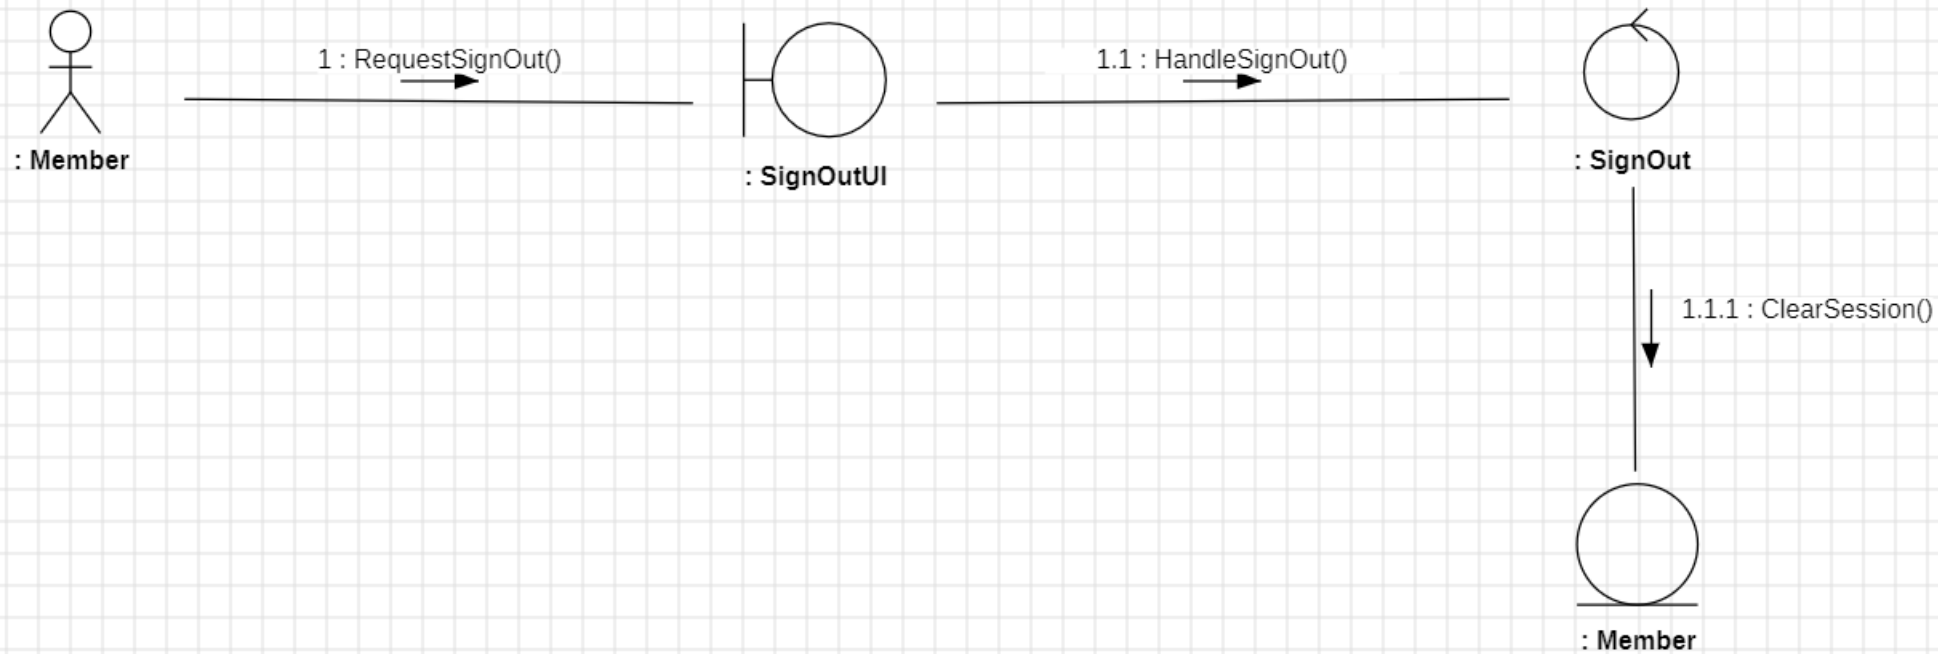 1 : RequestSignOut()
1.1 : HandleSignOut()
: Member
: SignOutUI
: SignOut
1.1.1 : ClearSession()
: Member